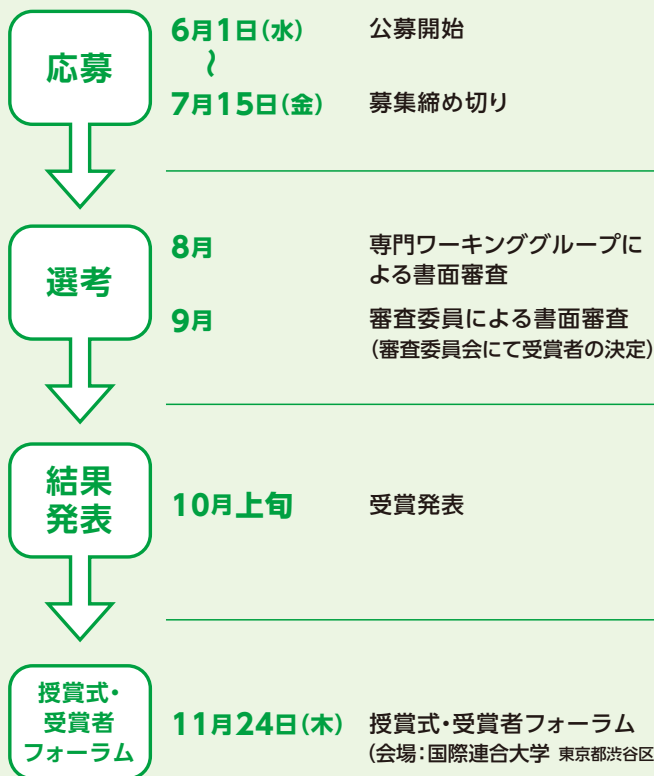 応募
6月1日(水) 公募開始
〜
7月15日(金) 募集締め切り
選考
8月 専門ワーキンググループに
よる書面審査
9月 審査委員による書面審査
(審査委員会にて受賞者の決定)
結果
発表
10月上旬 受賞発表
授賞式・
受賞者
フォーラム
11月24日(木) 授賞式・受賞者フォーラム
(会場:国際連合大学 東京都渋谷区